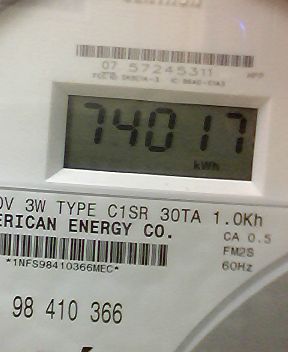 07 57245311
74017
kWh
0V 3W TYPE C1SR 30TA 1.0Kh
ERICAN ENERGY CO.
CA 0.5
FM2S
60Hz
*1NFS98410366MEC*
98 410 366